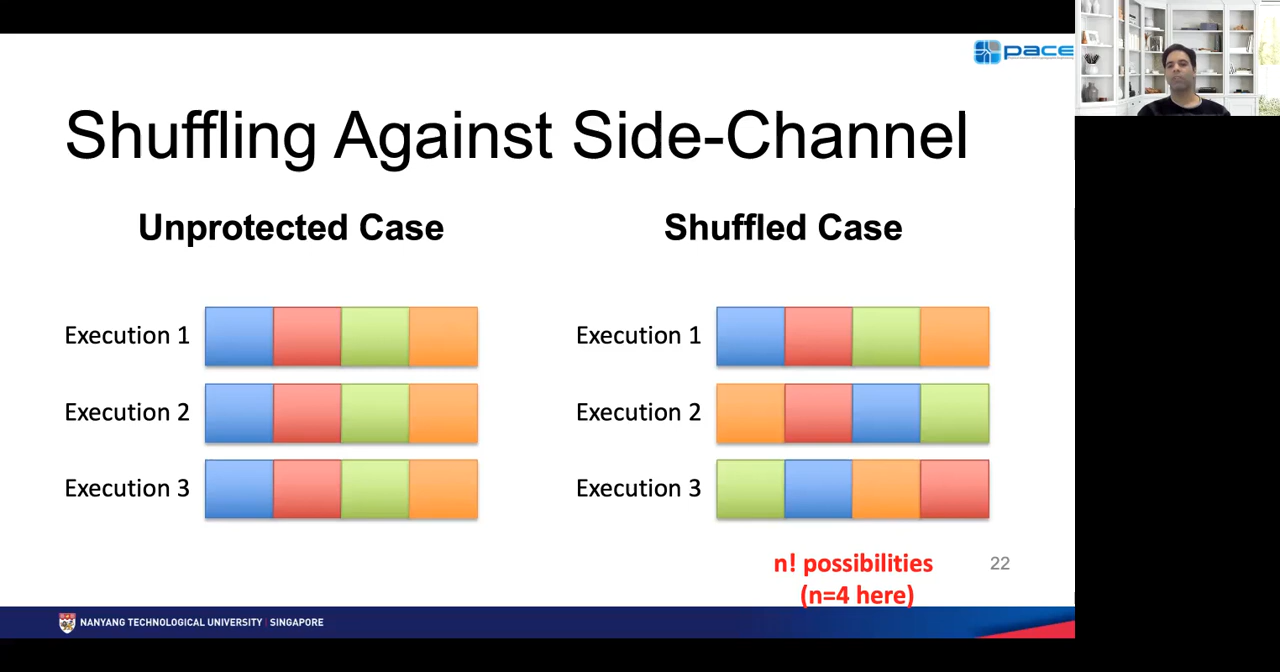 pace
Shuffling Against Side-Channel
Unprotected Case
Shuffled Case
Execution 1
Execution 2
Execution 3
Execution 1
Execution 2
Execution 3
n! possibilities
(n=4 here)
22
NANYANG TECHNOLOGICAL UNIVERSITY | SINGAPORE